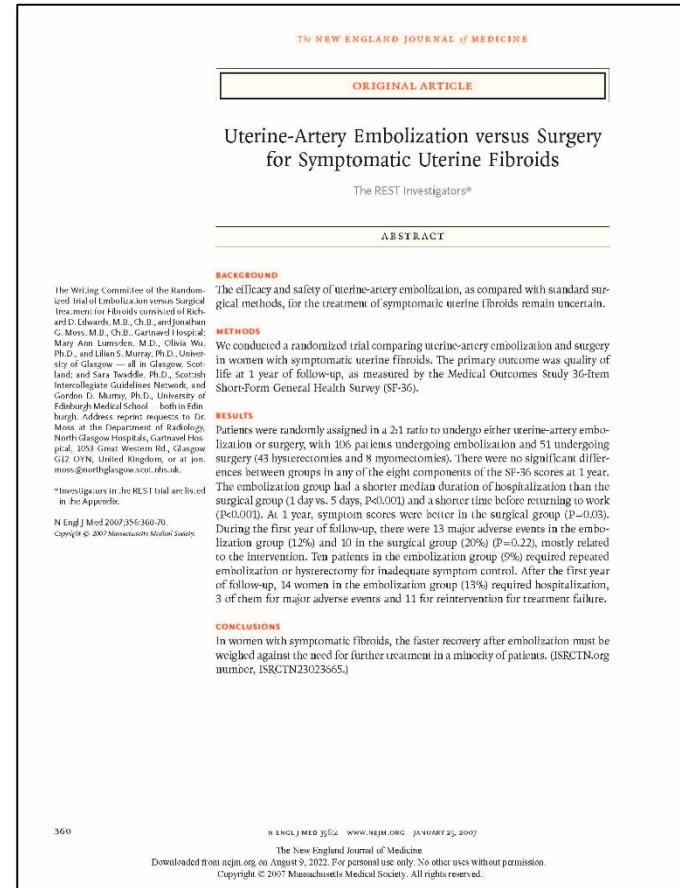 The NEW ENGLAND JOURNAL of MEDICINE
ORIGINAL ARTICLE
Uterine-Artery Embolization versus Surgery
for Symptomatic Uterine Fibroids
The REST Investigators*
ABSTRACT
The Writing Committee of the Random-
ized Trial of Embolization versus Surgical
Treatment for Fibroids consisted of Rich-
ard D. Edwards, M.B., Ch.B., and Jonathan
G. Moss, M.B., Ch.B., Gartnavel Hospital;
Mary Ann Lumsden, M.D., Olivia Wu,
Ph.D., and Lilian S. Murray, Ph.D., Univer-
sity of Glasgow — all in Glasgow, Scot-
land; and Sara Twaddle, Ph.D., Scottish
Intercollegiate Guidelines Network, and
Gordon D. Murray, Ph.D., University of
Edinburgh Medical School — both in Edin-
burgh. Address reprint requests to Dr.
Moss at the Department of Radiology,
North Glasgow Hospitals, Gartnavel Hos-
pital, 1053 Great Western Rd., Glasgow
G12 OYN, United Kingdom, or at jon.
moss@northglasgow.scot.nhs.uk.
*Investigators in the REST trial are listed
in the Appendix.
N Engl J Med 2007;356:360-70.
Copyright © 2007 Massachusetts Medical Society.
BACKGROUND
The efficacy and safety of uterine-artery embolization, as compared with standard sur-
gical methods, for the treatment of symptomatic uterine fibroids remain uncertain.
METHODS
We conducted a randomized trial comparing uterine-artery embolization and surgery
in women with symptomatic uterine fibroids. The primary outcome was quality of
life at 1 year of follow-up, as measured by the Medical Outcomes Study 36-Item
Short-Form General Health Survey (SF-36).
RESULTS
Patients were randomly assigned in a 2:1 ratio to undergo either uterine-artery embo-
lization or surgery, with 106 patients undergoing embolization and 51 undergoing
surgery (43 hysterectomies and 8 myomectomies). There were no significant differ-
ences between groups in any of the eight components of the SF-36 scores at 1 year.
The embolization group had a shorter median duration of hospitalization than the
surgical group (1 day vs. 5 days, P<0.001) and a shorter time before returning to work
(P<0.001). At 1 year, symptom scores were better in the surgical group (P=0.03).
During the first year of follow-up, there were 13 major adverse events in the embo-
lization group (12%) and 10 in the surgical group (20%) (P=0.22), mostly related
to the intervention. Ten patients in the embolization group (9%) required repeated
embolization or hysterectomy for inadequate symptom control. After the first year
of follow-up, 14 women in the embolization group (13%) required hospitalization,
3 of them for major adverse events and 11 for reintervention for treatment failure.
CONCLUSIONS
In women with symptomatic fibroids, the faster recovery after embolization must be
weighed against the need for further treatment in a minority of patients. (ISRCTN.org
number, ISRCTN23023665.)
360
N ENGL J MED 356;4 WWW.NEJM.ORG JANUARY 25, 2007
The New England Journal of Medicine
Downloaded from nejm.org on August 9, 2022. For personal use only. No other uses without permission.
Copyright © 2007 Massachusetts Medical Society. All rights reserved.